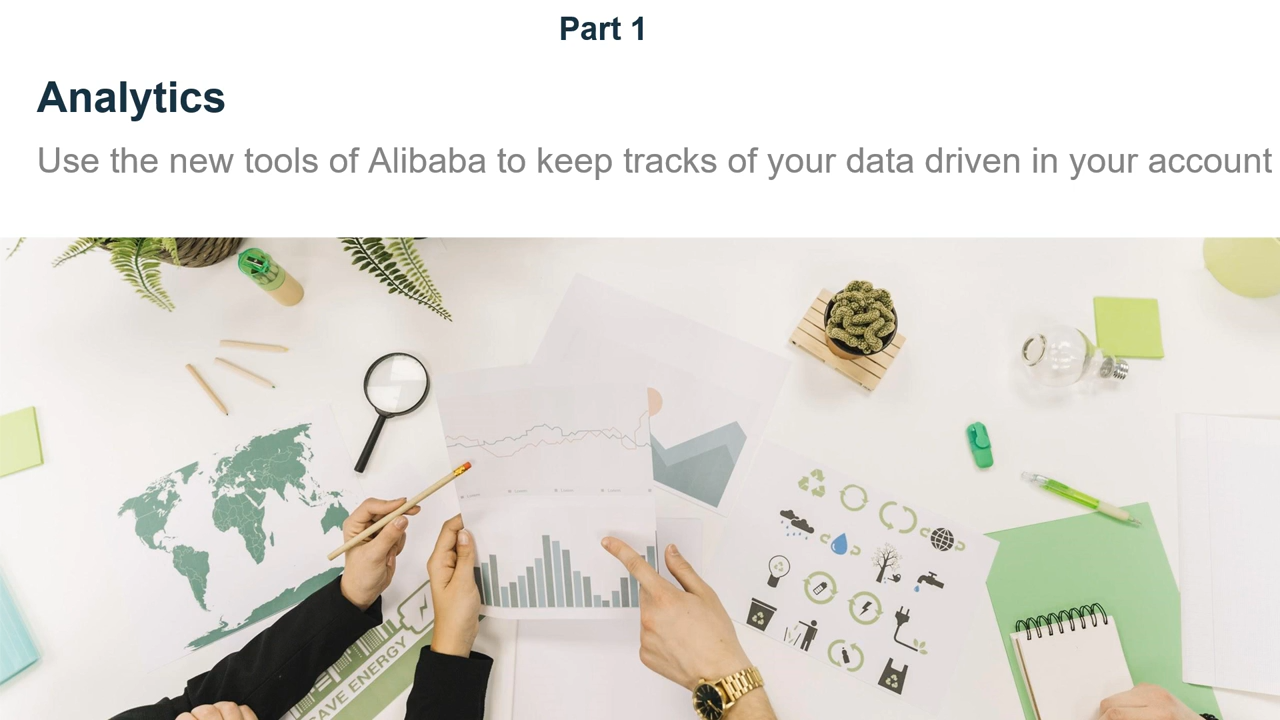 Part 1
Analytics
Use the new tools of Alibaba to keep tracks of your data driven in your account
SAVE ENERGY